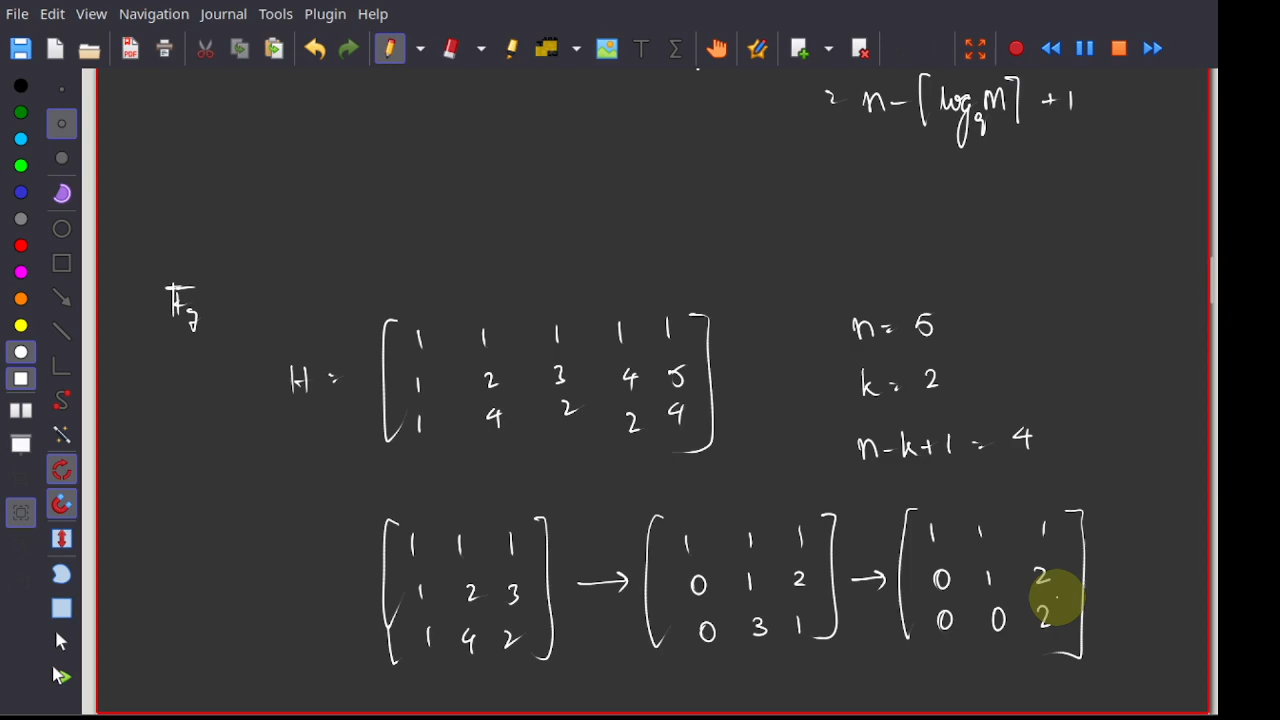 File Edit View Navigation Journal Tools Plugin Help
= n - ⌈log_q M⌉ + 1
H = [ 1 1 1 1 1
1 2 3 4 5
1 4 2 2 4 ]
n = 5
k = 2
n - k + 1 = 4
[ 1 1 1
1 2 3
1 4 2 ]
→ [ 1 1 1
0 1 2
0 3 1 ]
→ [ 1 1 1
0 1 2
0 0 2 ]